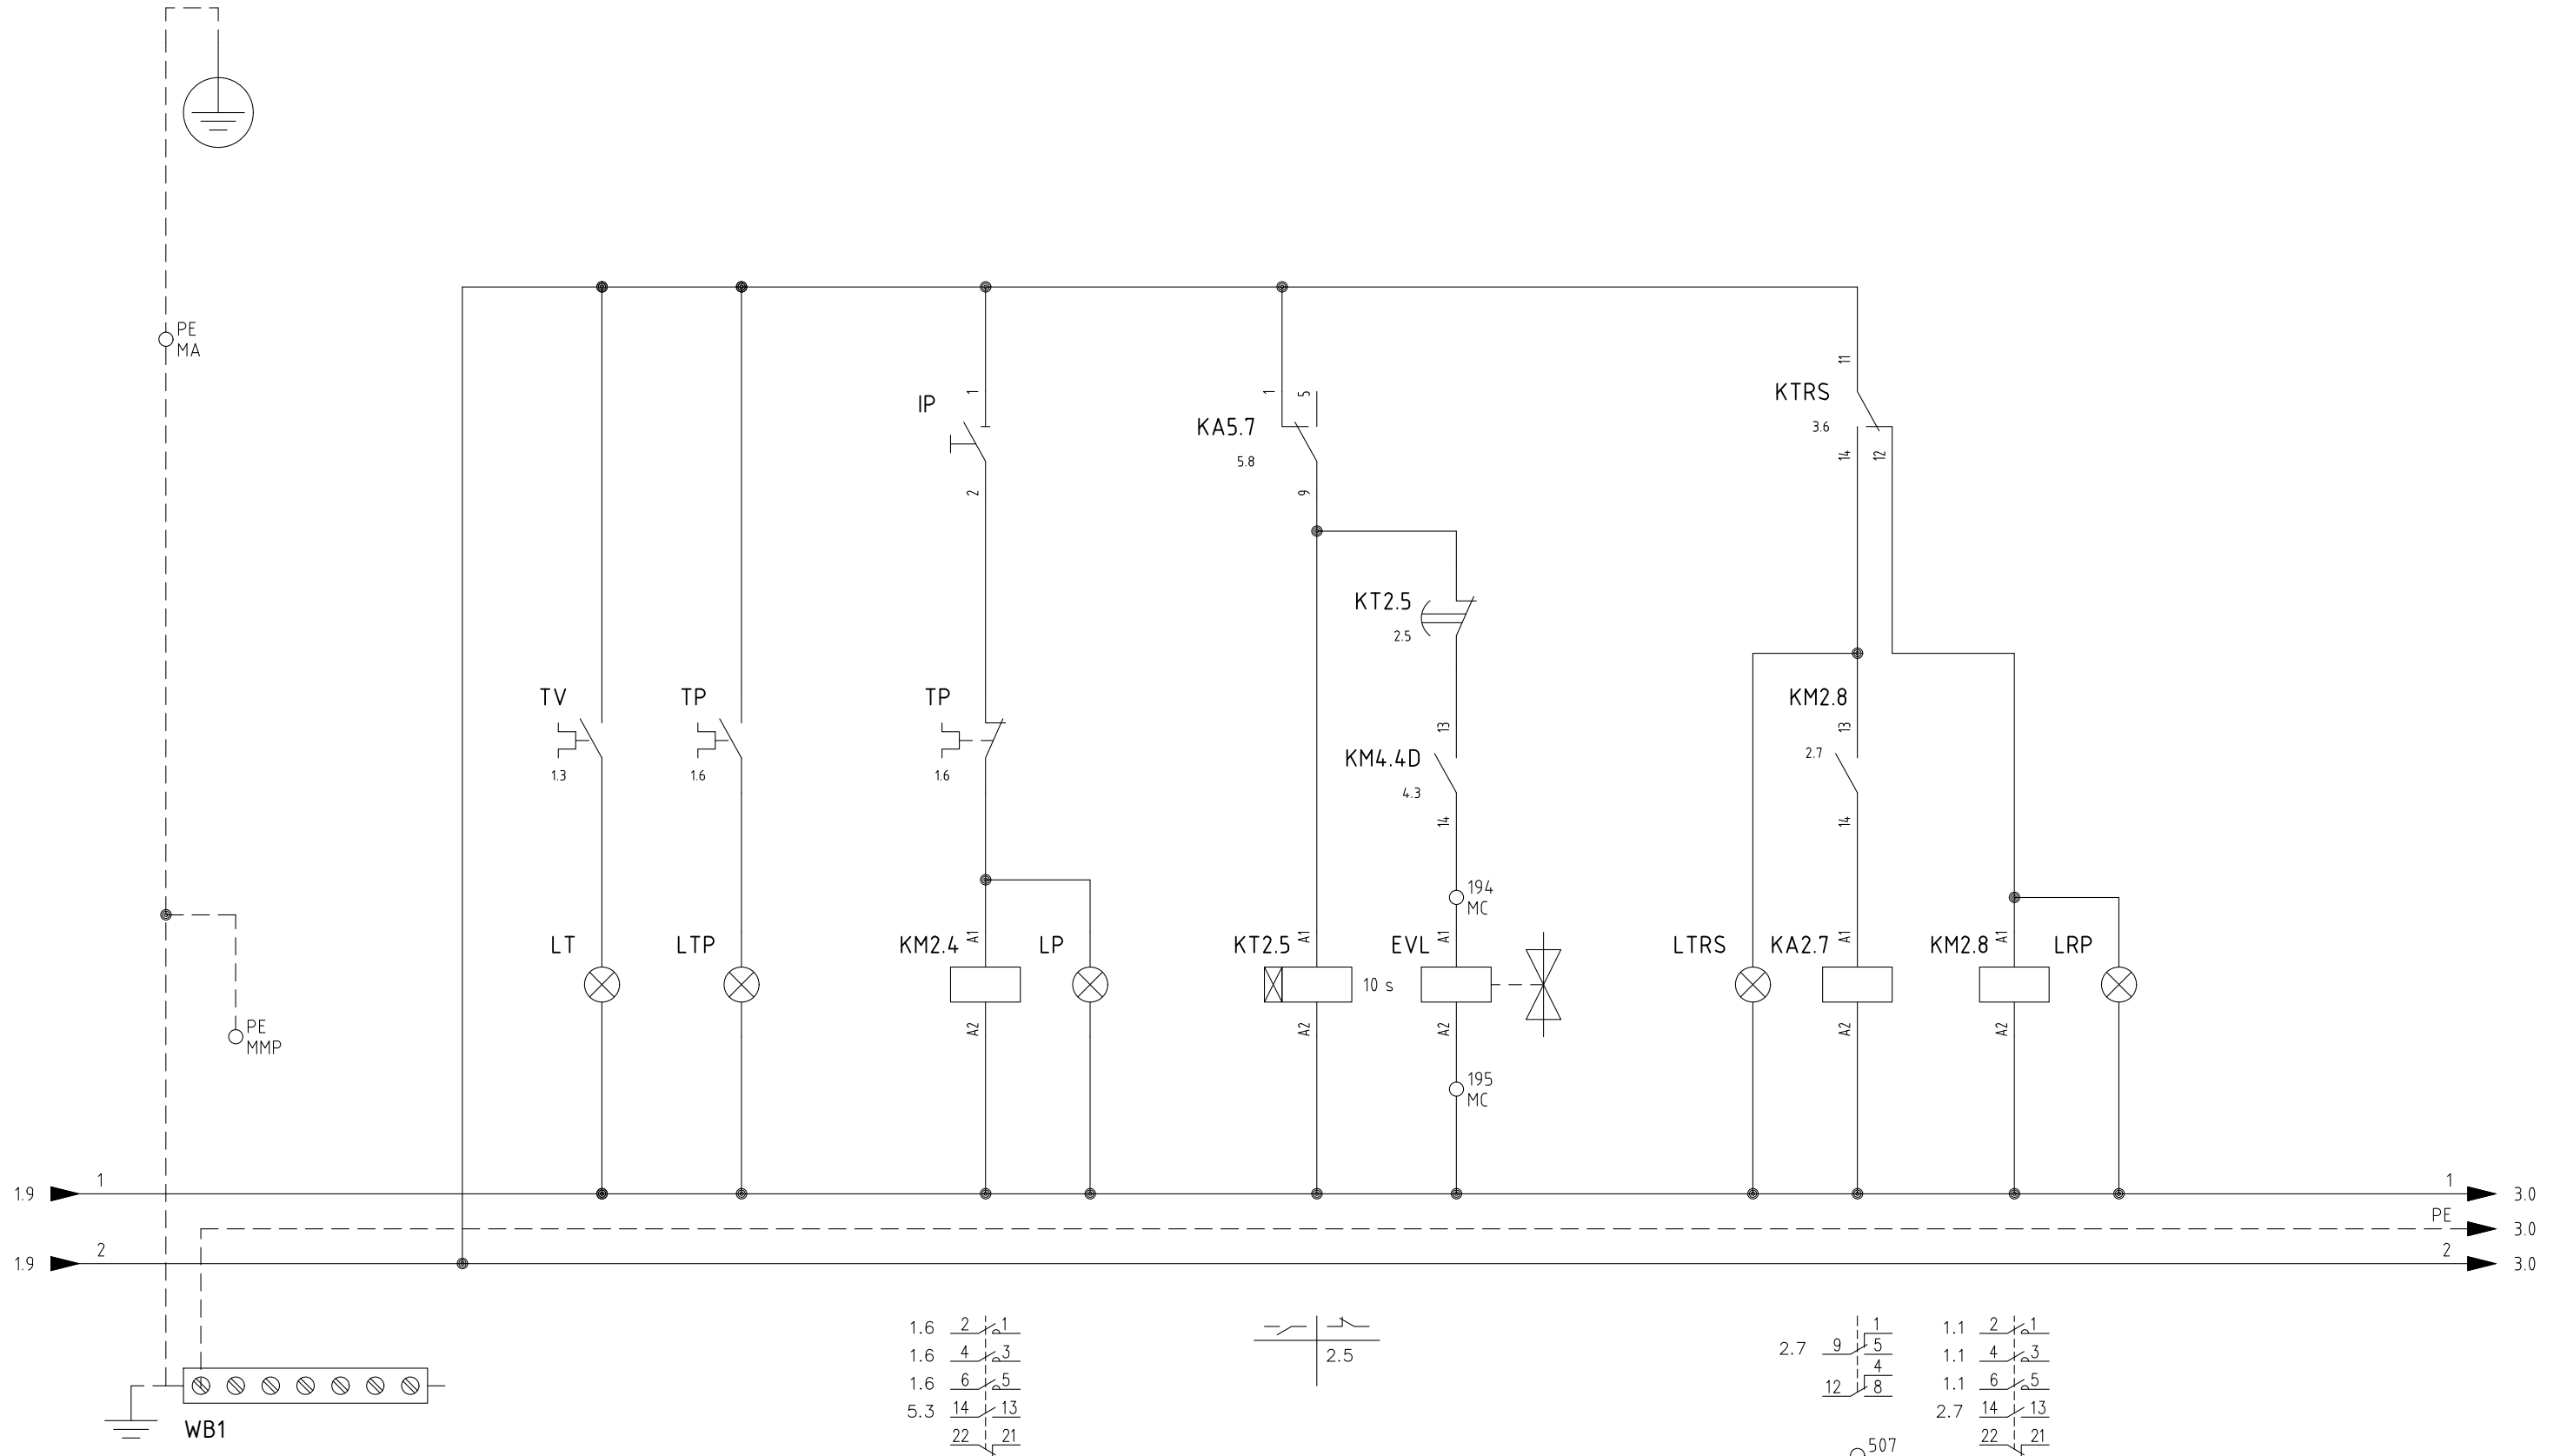 PE
MA
11
1
1
5
IP
KTRS
KA5.7
3.6
5.8
14
12
2
9
KT2.5
2.5
TV
TP
TP
KM2.8
13
13
2.7
KM4.4D
1.3
1.6
1.6
4.3
14
14
194
MC
LT
LTP
KM2.4
A1
LP
KT2.5
A1
EVL
A1
LTRS
KA2.7
A1
KM2.8
A1
LRP
10 s
PE
MMP
A2
A2
A2
A2
A2
195
MC
1.9
1
1
3.0
PE
3.0
1.9
2
2
3.0
1.6 2 1
1.6 4 3
1.6 6 5
5.3 14 13
22 21
2.5
1
2.7 9 5
4
12 8
1.1 2 1
1.1 4 3
1.1 6 5
2.7 14 13
22 21
WB1
507